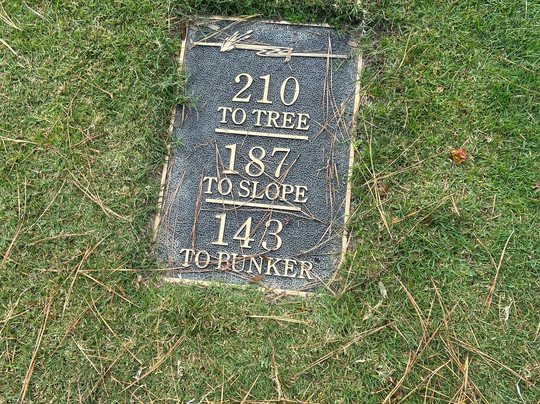 210
TO TREE
187
TO SLOPE
143
TO BUNKER